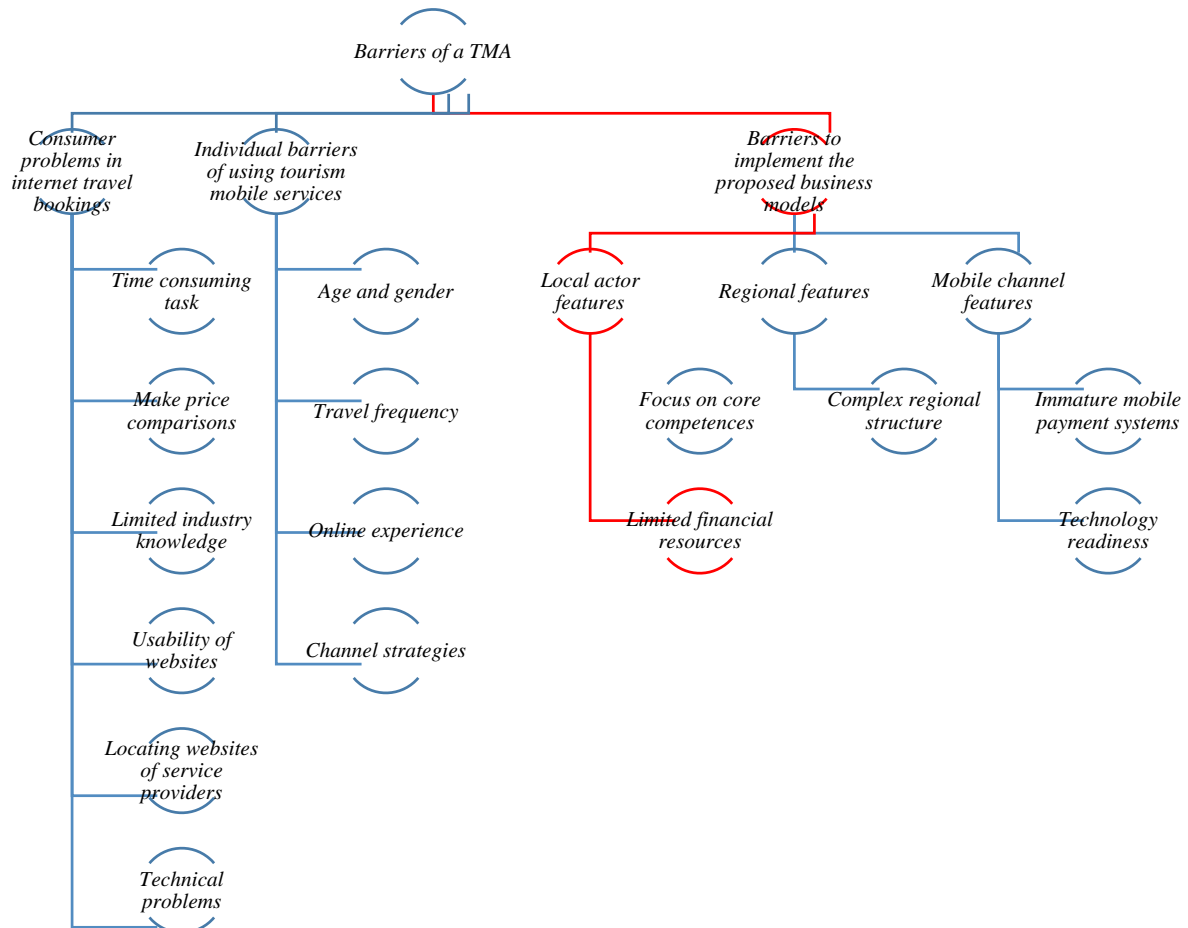 Barriers of a TMA
Consumer
problems in
internet travel
bookings
Individual barriers
of using tourism
mobile services
Barriers to
implement the
proposed business
models
Time consuming
task
Make price
comparisons
Limited industry
knowledge
Usability of
websites
Locating websites
of service
providers
Technical
problems
Age and gender
Travel frequency
Online experience
Channel strategies
Local actor
features
Focus on core
competences
Limited financial
resources
Regional features
Complex regional
structure
Mobile channel
features
Immature mobile
payment systems
Technology
readiness